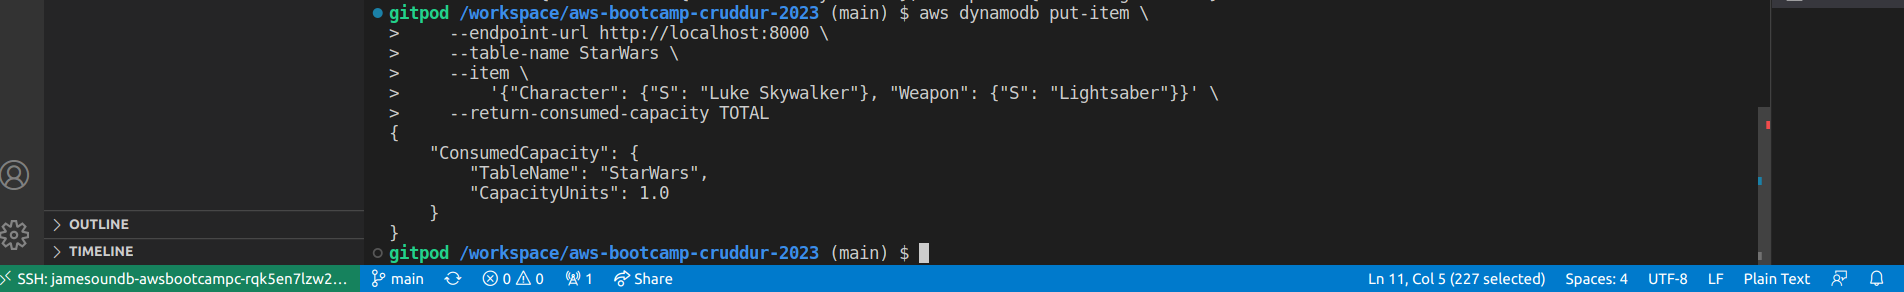 gitpod /workspace/aws-bootcamp-cruddur-2023 (main) $ aws dynamodb put-item \
>     --endpoint-url http://localhost:8000 \
>     --table-name StarWars \
>     --item \
>         '{"Character": {"S": "Luke Skywalker"}, "Weapon": {"S": "Lightsaber"}}' \
>     --return-consumed-capacity TOTAL
{
    "ConsumedCapacity": {
        "TableName": "StarWars",
        "CapacityUnits": 1.0
    }
}
gitpod /workspace/aws-bootcamp-cruddur-2023 (main) $
OUTLINE
TIMELINE
SSH: jamesoundb-awsbootcampc-rqk5en7lzw2... main 0 0 1 Share Ln 11, Col 5 (227 selected) Spaces: 4 UTF-8 LF Plain Text